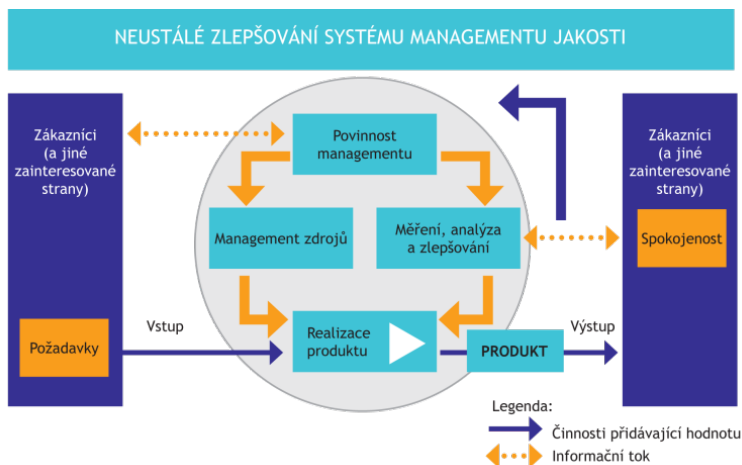 NEUSTÁLÉ ZLEPŠOVÁNÍ SYSTÉMU MANAGEMENTU JAKOSTI
Zákazníci
(a jiné
zainteresované
strany)
Požadavky
Vstup
Povinnost
managementu
Management zdrojů
Měření, analýza
a zlepšování
Realizace
produktu
PRODUKT
Výstup
Zákazníci
(a jiné
zainteresované
strany)
Spokojenost
Legenda:
Činnosti přidávající hodnotu
Informační tok